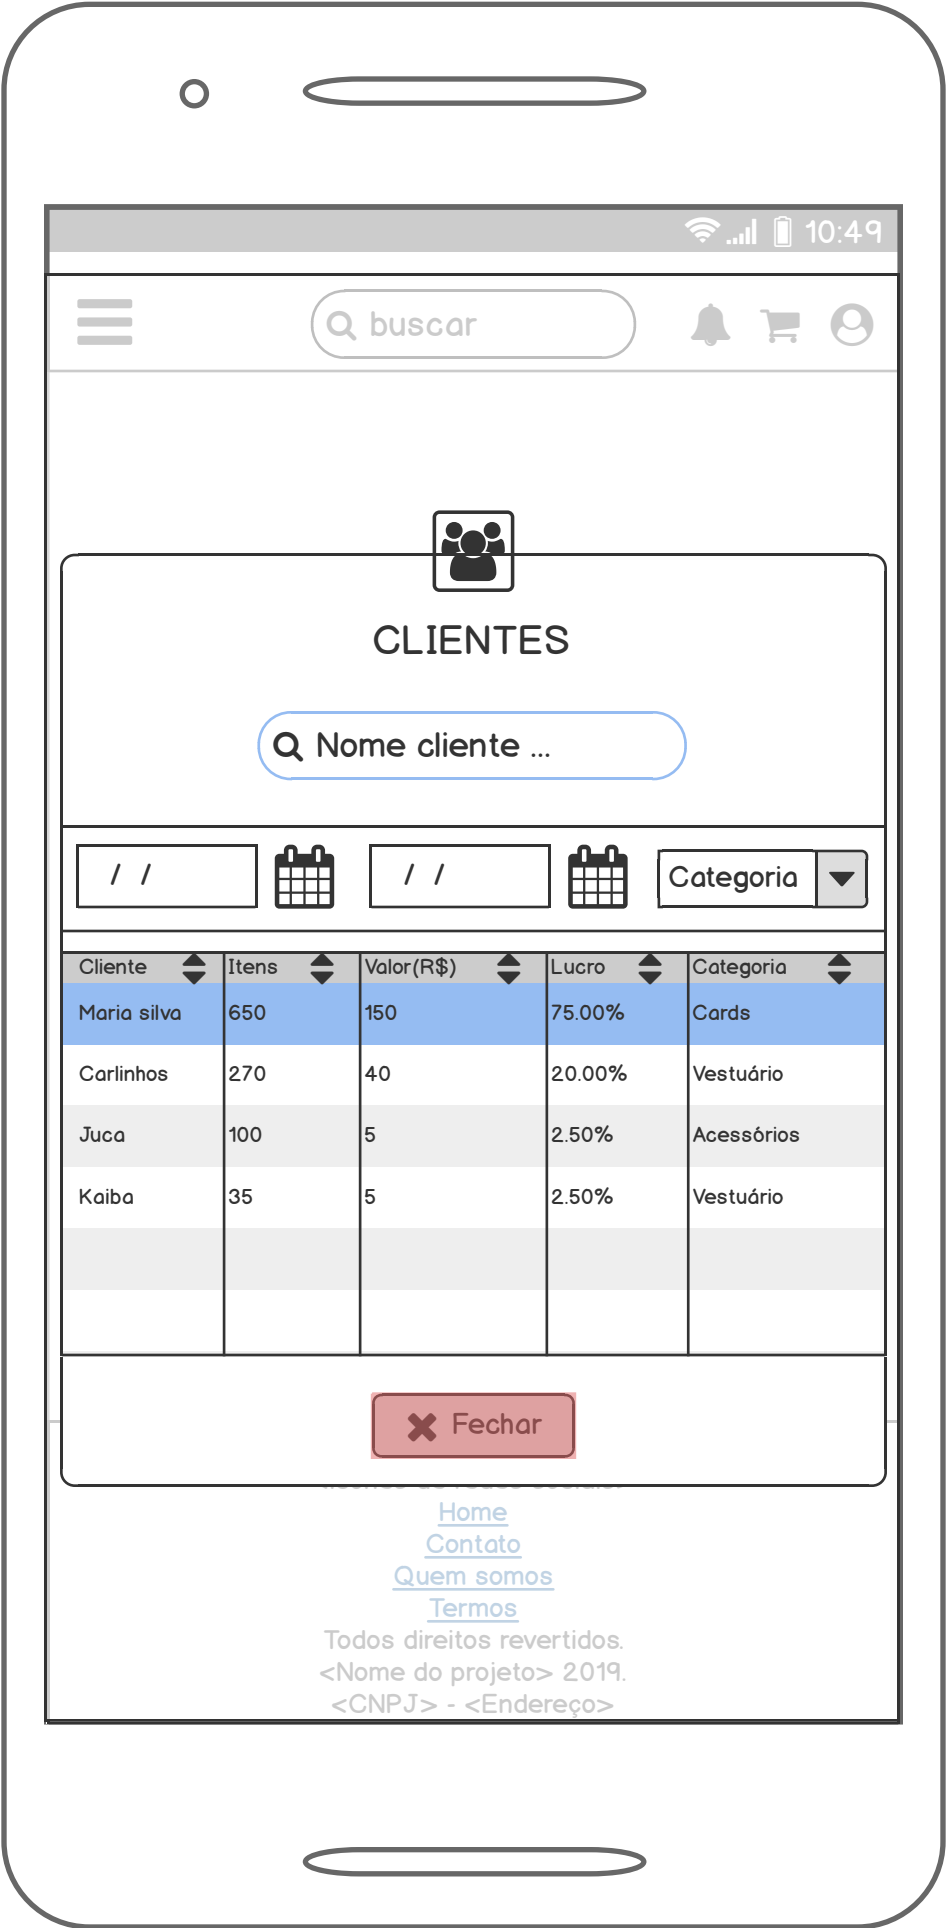 10:49
buscar
CLIENTES
Nome cliente ...
/ / / / Categoria
Cliente Itens Valor(R$) Lucro Categoria
Maria silva 650 150 75.00% Cards
Carlinhos 270 40 20.00% Vestuário
Juca 100 5 2.50% Acessórios
Kaiba 35 5 2.50% Vestuário
Fechar
Home
Contato
Quem somos
Termos
Todos direitos revertidos.
<Nome do projeto> 2019.
<CNPJ> - <Endereço>